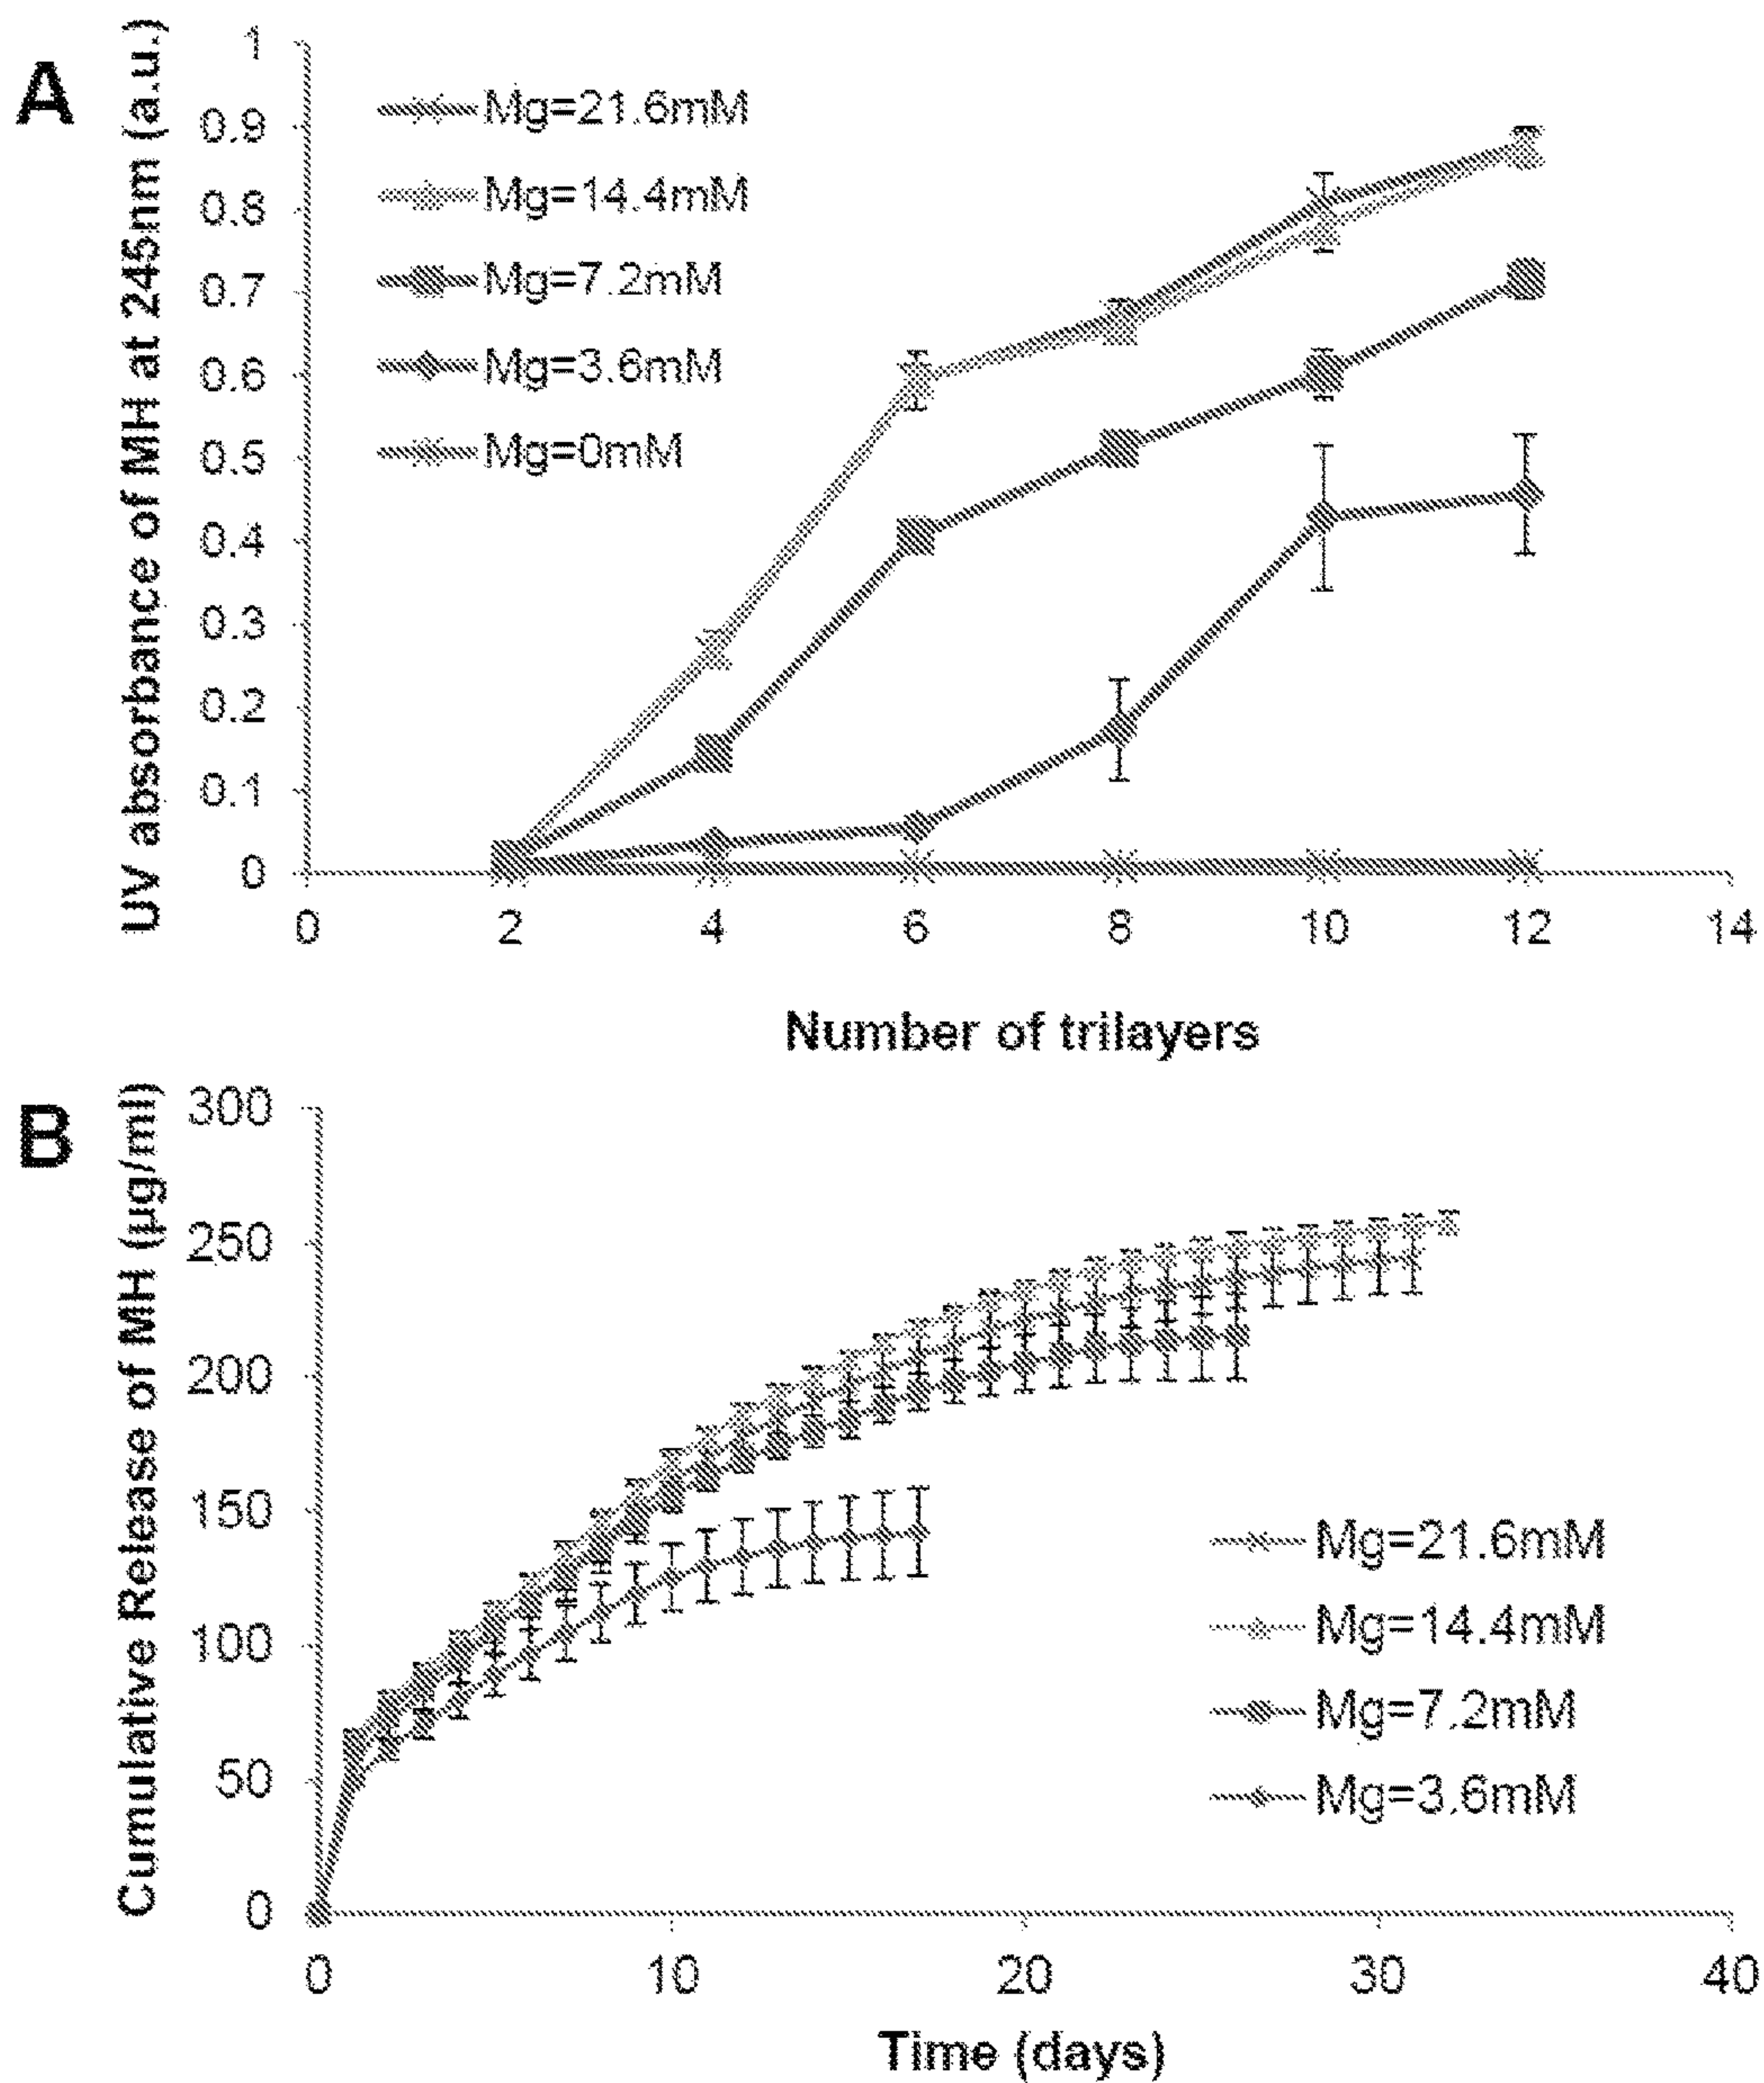 A
UV absorbance of MH at 245nm (a.u.)
1
0.9
0.8
0.7
0.6
0.5
0.4
0.3
0.2
0.1
0
Mg=21.6mM
Mg=14.4mM
Mg=7.2mM
Mg=3.6mM
Mg=0mM
0 2 4 6 8 10 12 14
Number of trilayers
B
Cumulative Release of MH (µg/ml)
300
250
200
150
100
50
0
Mg=21.6mM
Mg=14.4mM
Mg=7.2mM
Mg=3.6mM
0 10 20 30 40
Time (days)